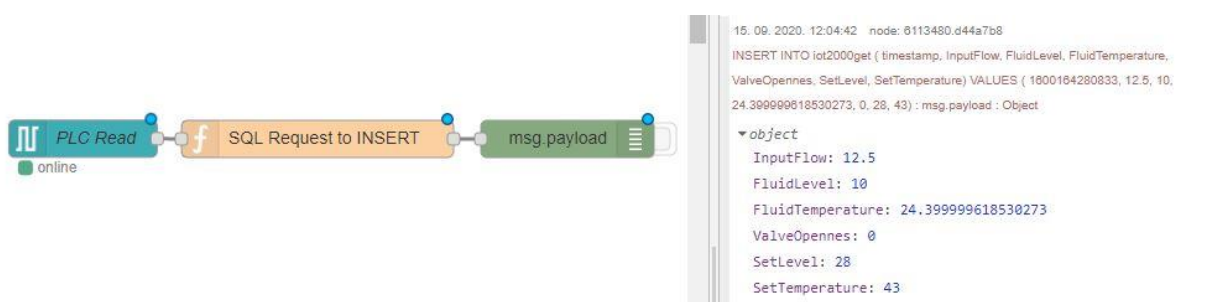 PLC Read
online
f
SQL Request to INSERT
msg.payload
15. 09. 2020. 12:04:42 node: 6113480.d44a7b8
INSERT INTO iot2000get ( timestamp, InputFlow, FluidLevel, FluidTemperature,
ValveOpennes, SetLevel, SetTemperature) VALUES ( 1600164280833, 12.5, 10,
24.399999618530273, 0, 28, 43) : msg.payload : Object
object
InputFlow: 12.5
FluidLevel: 10
FluidTemperature: 24.399999618530273
ValveOpennes: 0
SetLevel: 28
SetTemperature: 43